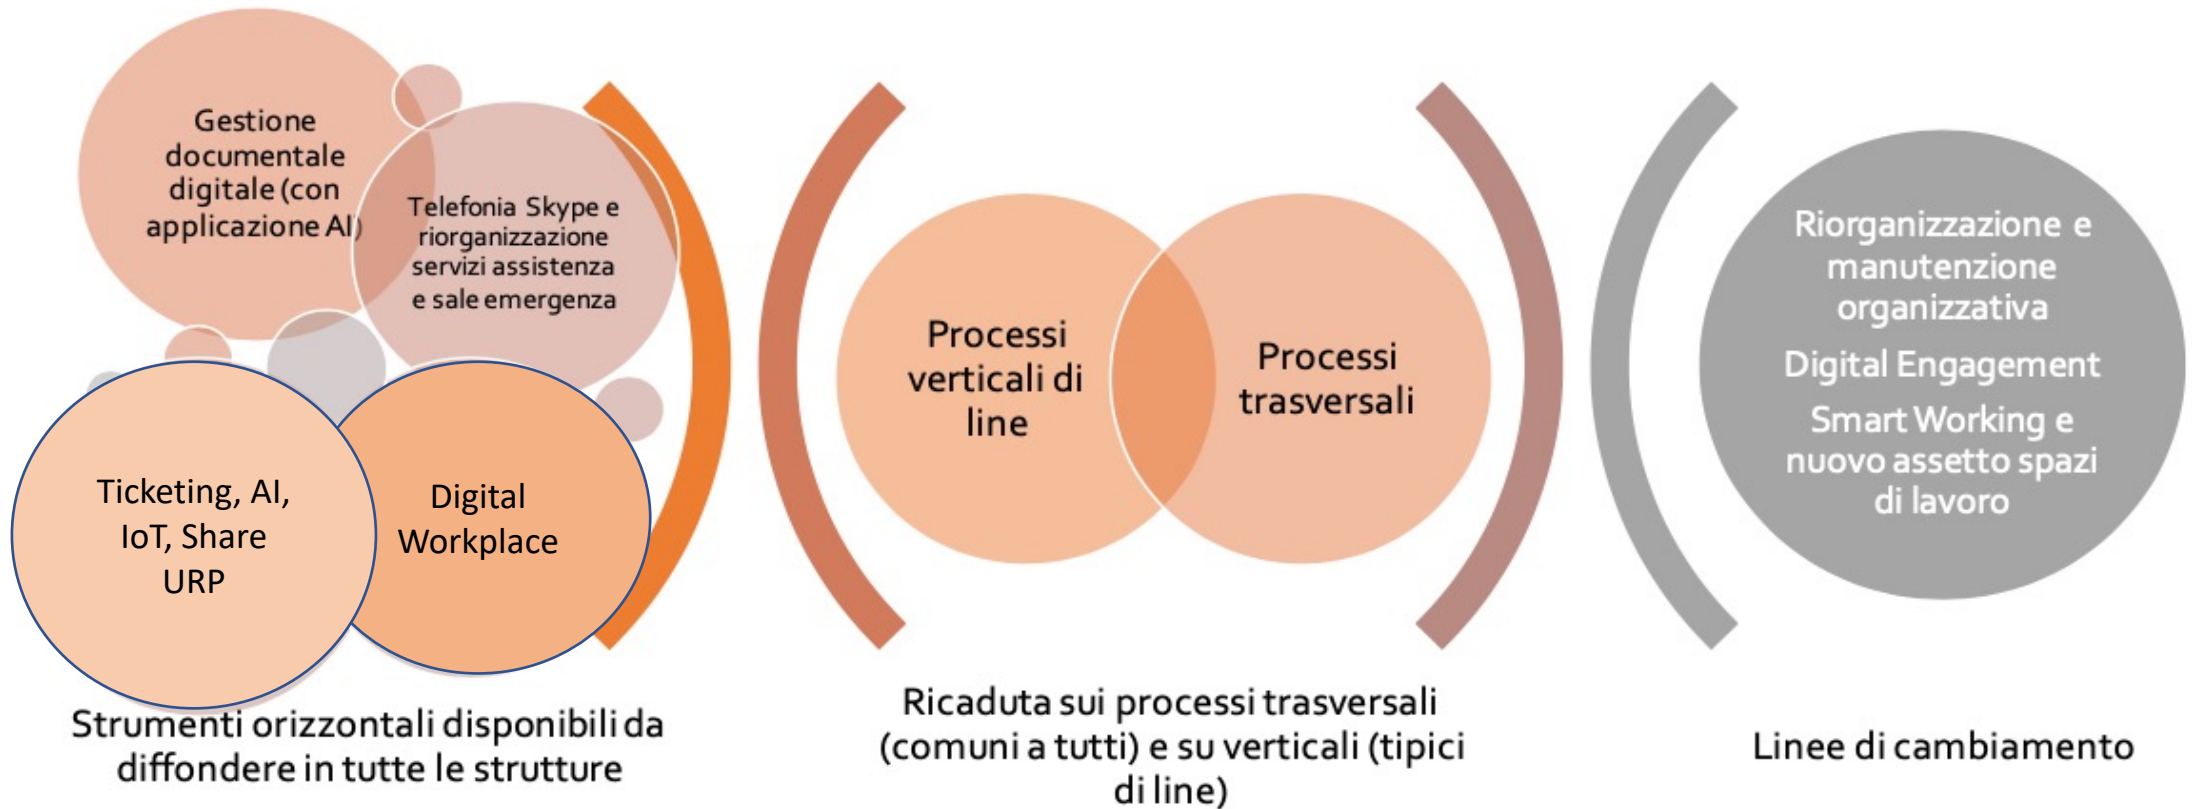 Gestione
documentale
digitale (con
applicazione AI)
Telefonia Skype e
riorganizzazione
servizi assistenza
e sale emergenza
Ticketing, AI,
IoT, Share
URP
Digital
Workplace
Strumenti orizzontali disponibili da
diffondere in tutte le strutture
Processi
verticali di
line
Processi
trasversali
Ricaduta sui processi trasversali
(comuni a tutti) e su verticali (tipici
di line)
Riorganizzazione e
manutenzione
organizzativa
Digital Engagement
Smart Working e
nuovo assetto spazi
di lavoro
Linee di cambiamento